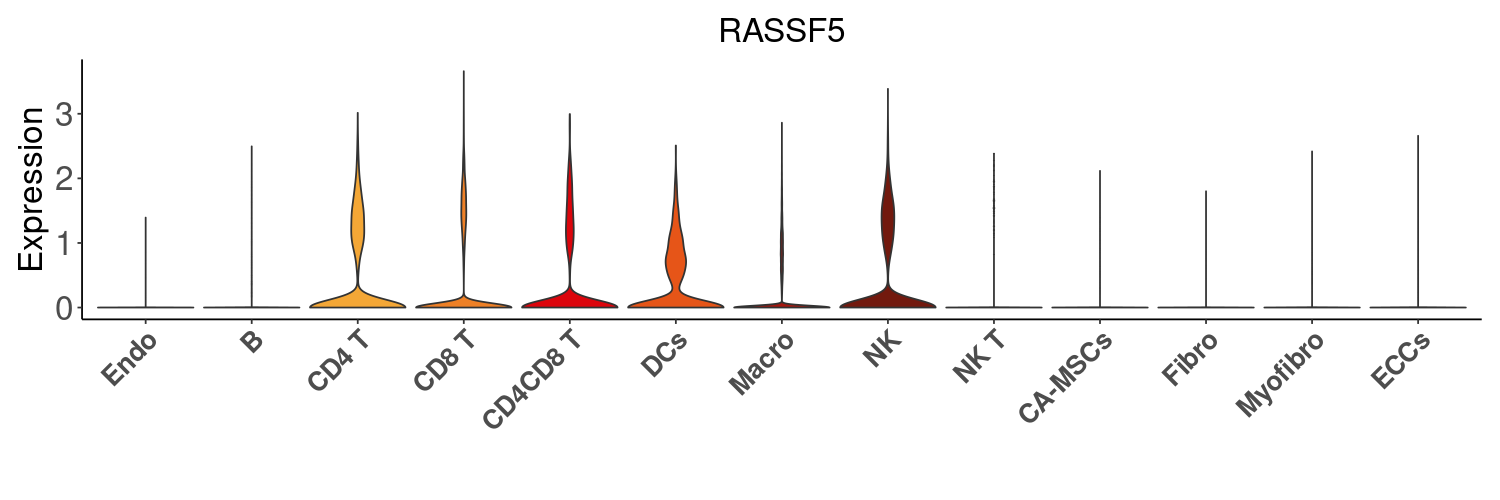 RASSF5
Expression
3
2
1
0
Endo
B
CD4 T
CD8 T
CD4CD8 T
DCs
Macro
NK
NK T
CA-MSCs
Fibro
Myofibro
ECCs